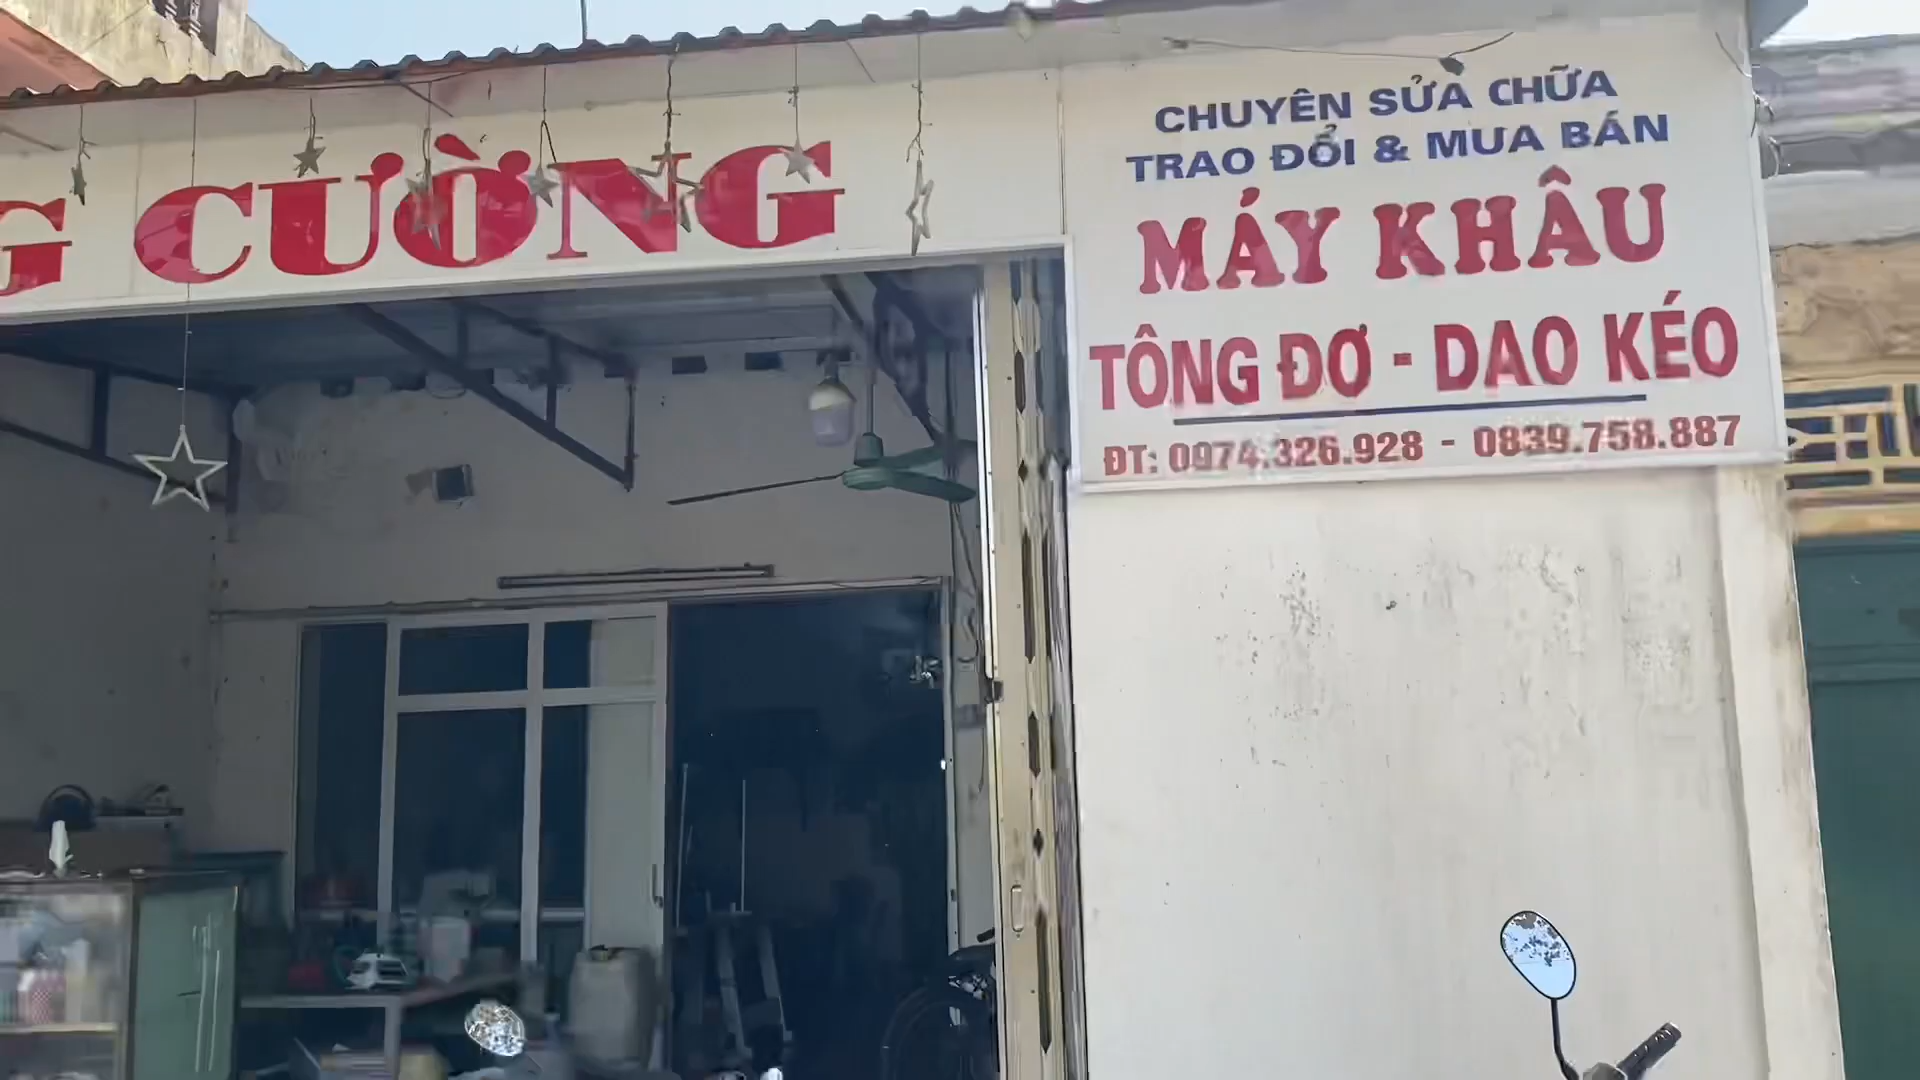 G CƯỜNG
CHUYÊN SỬA CHỮA
TRAO ĐỔI & MUA BÁN
MÁY KHÂU
TÔNG ĐƠ - DAO KÉO
ĐT: 0974.326.928 - 0839.758.887